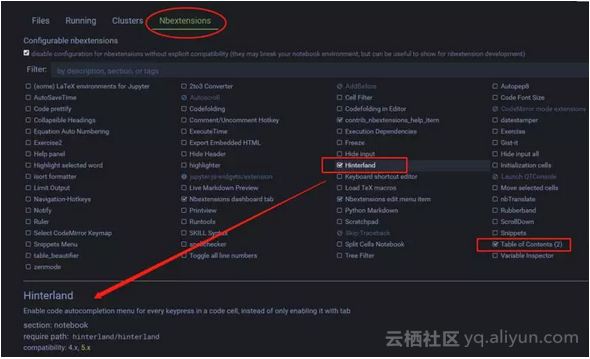 Files Running Clusters Nbextensions
Configurable nbextensions
disable configuration for nbextensions without explicit compatibility (they may break your notebook environment, but can be useful to show for nbextension development)
Filter: by description, section, or tags
(some) LaTeX environments for Jupyter 2to3 Converter AddBefore Autopep8
AutoSaveTime Autoscroll Cell Filter Code Font Size
Code prettify Codefolding Codefolding in Editor CodeMirror mode extensions
Collapsible Headings Comment/Uncomment Hotkey contrib_nbextensions_help_item datestamper
Equation Auto Numbering ExecuteTime Execution Dependencies Exercise
Exercise2 Export Embedded HTML Freeze Gist-it
Help panel Hide Header Hide input Hide input all
Highlight selected word highlighter Hinterland Initialization cells
isort formatter jupyter-js-widgets/extension Keyboard shortcut editor Launch QTConsole
Limit Output Live Markdown Preview Load TeX macros Move selected cells
Navigation-Hotkeys Nbextensions dashboard tab Nbextensions edit menu item nbTranslate
Notify Printview Python Markdown Rubberband
Ruler Runtools Scratchpad ScrollDown
Select CodeMirror Keymap SKILL Syntax Skip-Traceback Snippets
Snippets Menu spellchecker Split Cells Notebook Table of Contents (2)
table_beautifier Toggle all line numbers Tree Filter Variable Inspector
zenmode
Hinterland
Enable code autocompletion menu for every keypress in a code cell, instead of only enabling it with tab
section: notebook
require path: hinterland/hinterland
compatibility: 4.x, 5.x
云栖社区 yq.aliyun.com